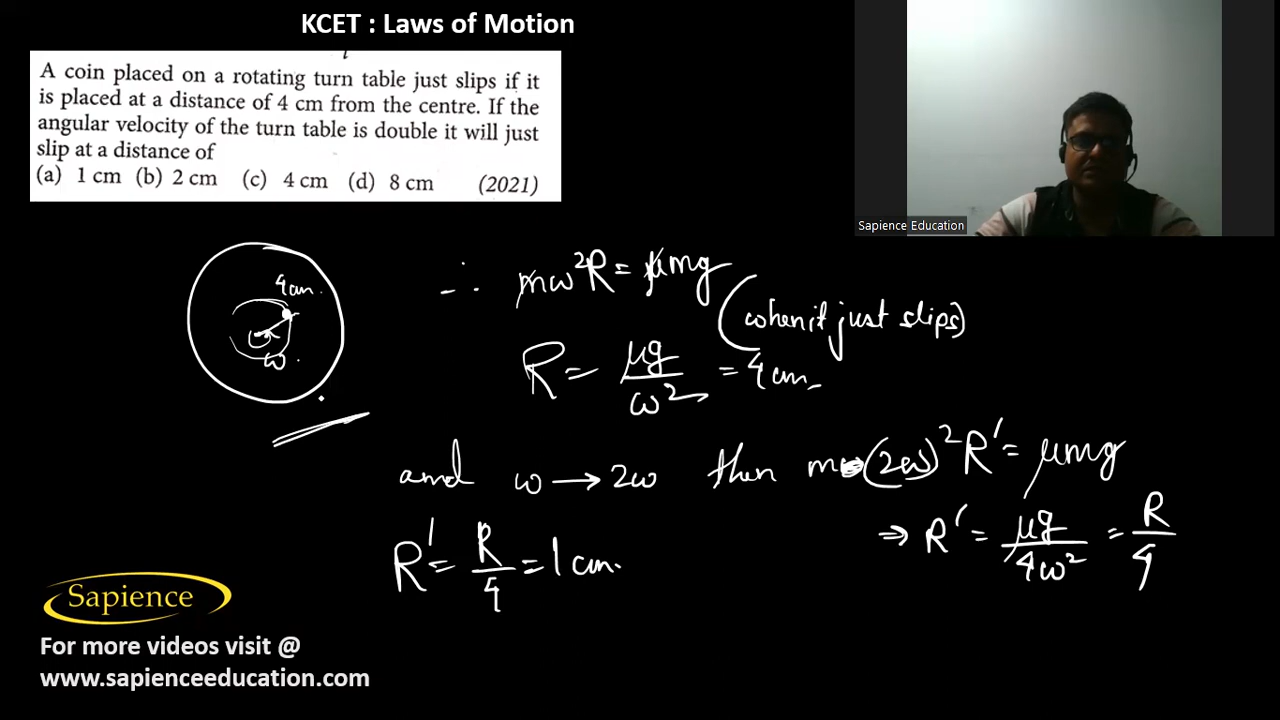 KCET : Laws of Motion
A coin placed on a rotating turn table just slips if it
is placed at a distance of 4 cm from the centre. If the
angular velocity of the turn table is double it will just
slip at a distance of
(a) 1 cm (b) 2 cm (c) 4 cm (d) 8 cm (2021)
Sapience Education
4cm.
ω.
∴ mω²R = μmg
(when it just slips)
R = μg/ω² = 4cm
and ω → 2ω then m(2ω)²R' = μmg
⇒ R' = μg/4ω² = R/4
R' = R/4 = 1 cm.
Sapience
For more videos visit @
www.sapienceeducation.com